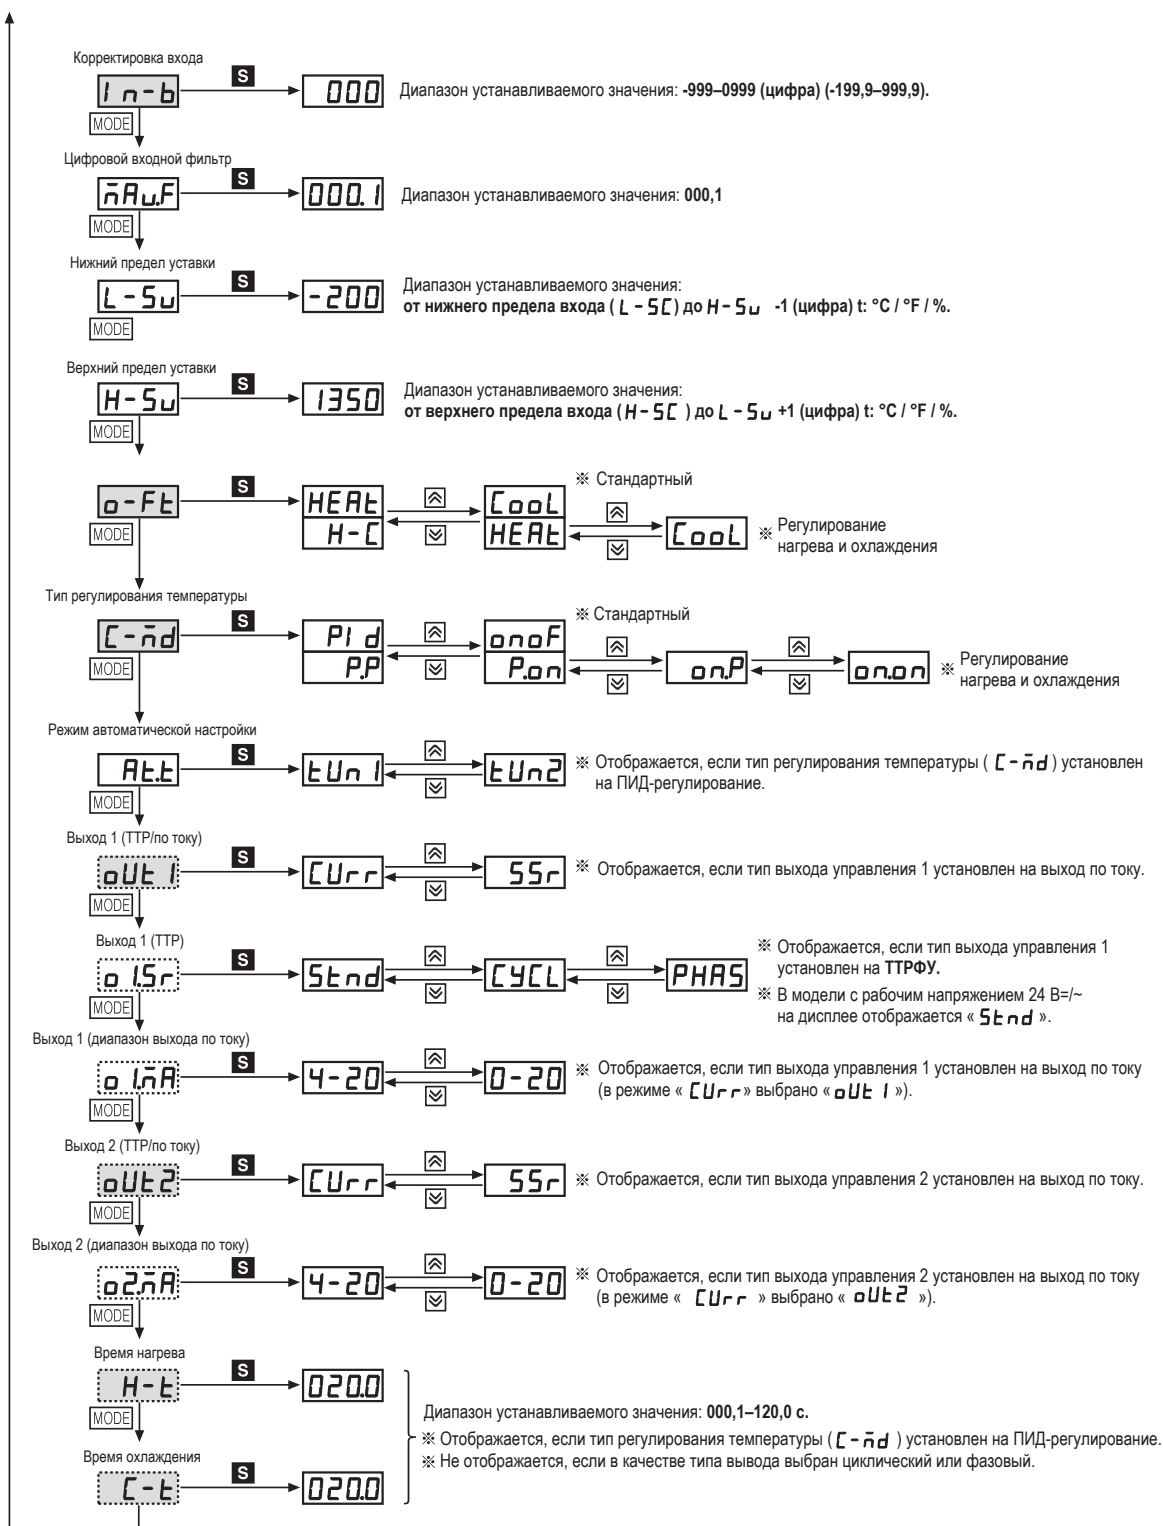 Корректировка входа
In-b S 000 Диапазон устанавливаемого значения: -999–0999 (цифра) (-199,9–999,9).
MODE
Цифровой входной фильтр
m̄Au.F S 000.1 Диапазон устанавливаемого значения: 000,1
MODE
Нижний предел уставки
L-Su S -200 Диапазон устанавливаемого значения:
от нижнего предела входа ( L-SC ) до H-Su -1 (цифра) t: °C / °F / %.
MODE
Верхний предел уставки
H-Su S 1350 Диапазон устанавливаемого значения:
от верхнего предела входа ( H-SC ) до L-Su +1 (цифра) t: °C / °F / %.
MODE
o-Ft S HEAt CooL ※ Стандартный
MODE H-C HEAt CooL ※ Регулирование
нагрева и охлаждения
Тип регулирования температуры
C-m̄d S PId onoF ※ Стандартный
MODE P.P P.on on.P on.on ※ Регулирование
нагрева и охлаждения
Режим автоматической настройки
At.t S tUn1 tUn2 ※ Отображается, если тип регулирования температуры ( C-m̄d ) установлен
на ПИД-регулирование.
MODE
Выход 1 (ТТР/по току)
oUt1 S CUrr SSr ※ Отображается, если тип выхода управления 1 установлен на выход по току.
MODE
Выход 1 (ТТР)
o1.Sr S Stnd CYCL PHAS ※ Отображается, если тип выхода управления 1
установлен на ТТРФУ.
MODE ※ В модели с рабочим напряжением 24 В=/~
на дисплее отображается « Stnd ».
Выход 1 (диапазон выхода по току)
o1.m̄A S 4-20 0-20 ※ Отображается, если тип выхода управления 1 установлен на выход по току
(в режиме « CUrr » выбрано « oUt1 »).
MODE
Выход 2 (ТТР/по току)
oUt2 S CUrr SSr ※ Отображается, если тип выхода управления 2 установлен на выход по току.
MODE
Выход 2 (диапазон выхода по току)
o2.m̄A S 4-20 0-20 ※ Отображается, если тип выхода управления 2 установлен на выход по току
(в режиме « CUrr » выбрано « oUt2 »).
MODE
Время нагрева
H-t S 020.0
MODE
Диапазон устанавливаемого значения: 000,1–120,0 с.
※ Отображается, если тип регулирования температуры ( C-m̄d ) установлен на ПИД-регулирование.
※ Не отображается, если в качестве типа вывода выбран циклический или фазовый.
Время охлаждения
C-t S 020.0